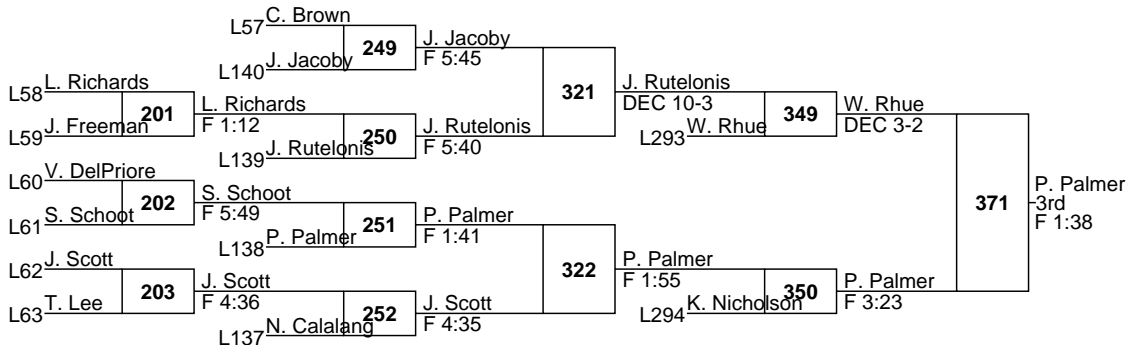 C. Brown
L57
249
J. Jacoby
F 5:45
J. Jacoby
L140
L. Richards
L58
201
L. Richards
F 1:12
J. Freeman
L59
250
J. Rutelonis
F 5:40
J. Rutelonis
L139
321
J. Rutelonis
DEC 10-3
349
W. Rhue
DEC 3-2
W. Rhue
L293
V. DelPriore
L60
202
S. Schoot
F 5:49
S. Schoot
L61
251
P. Palmer
F 1:41
P. Palmer
L138
371
P. Palmer
3rd
F 1:38
J. Scott
L62
203
J. Scott
F 4:36
T. Lee
L63
252
J. Scott
F 4:35
N. Calalang
L137
322
P. Palmer
F 1:55
350
P. Palmer
F 3:23
K. Nicholson
L294